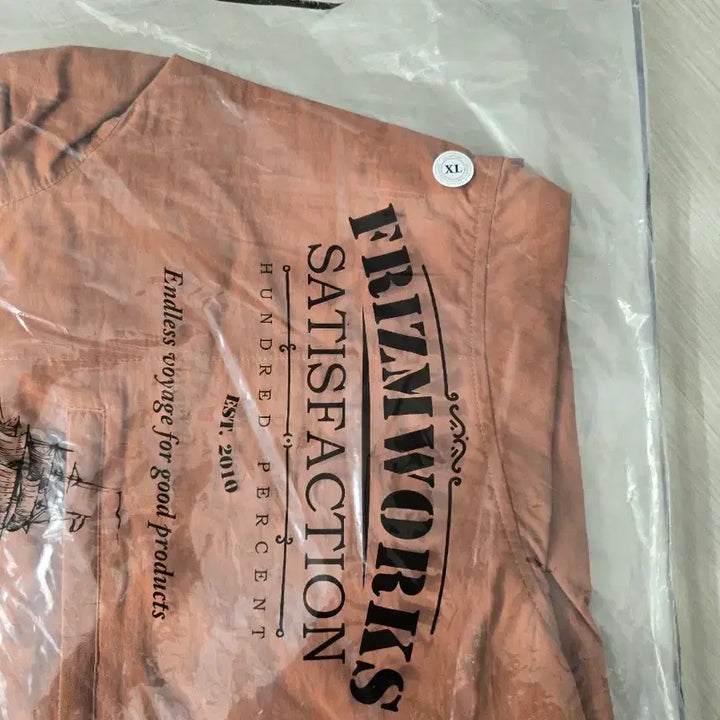 FRIZMWORKS
SATISFACTION
HUNDRED PERCENT
EST. 2010
Endless voyage for good products
XL